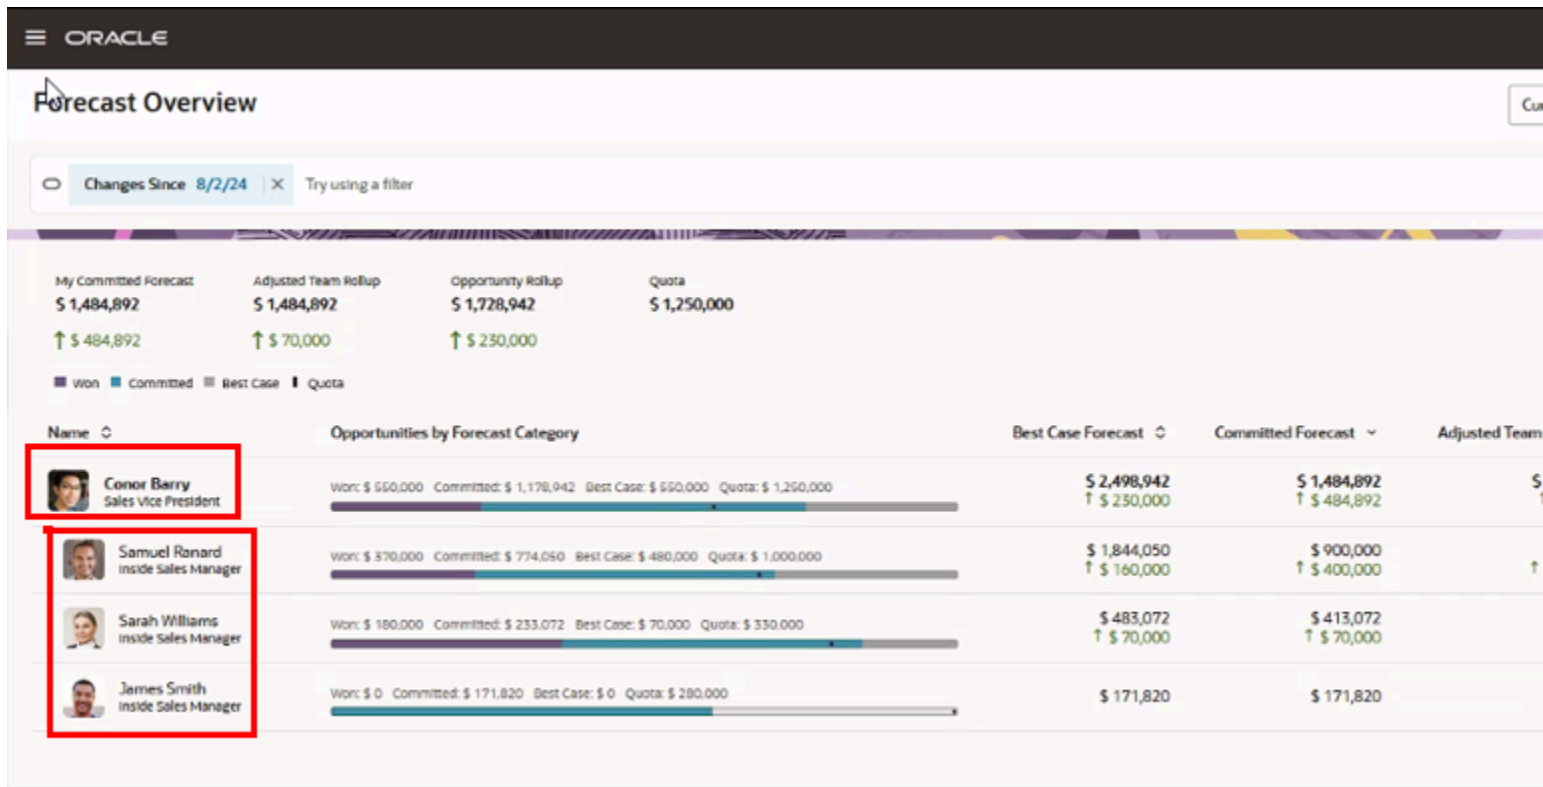 ORACLE
Forecast Overview
Changes Since 8/2/24 Try using a filter
My Committed Forecast Adjusted Team Rollup Opportunity Rollup Quota
$ 1,484,892 $ 1,484,892 $ 1,728,942 $ 1,250,000
↑ $ 484,892 ↑ $ 70,000 ↑ $ 230,000
Won Committed Best Case Quota
Name Opportunities by Forecast Category Best Case Forecast Committed Forecast Adjusted Team
Conor Barry
Sales Vice President
Won: $ 550,000 Committed: $ 1,178,942 Best Case: $ 550,000 Quota: $ 1,250,000
$ 2,498,942 $ 1,484,892 $
↑ $ 230,000 ↑ $ 484,892
Samuel Ranard
Inside Sales Manager
Won: $ 370,000 Committed: $ 774,050 Best Case: $ 480,000 Quota: $ 1,000,000
$ 1,844,050 $ 900,000
↑ $ 160,000 ↑ $ 400,000 ↑
Sarah Williams
Inside Sales Manager
Won: $ 180,000 Committed: $ 233,072 Best Case: $ 70,000 Quota: $ 330,000
$ 483,072 $ 413,072
↑ $ 70,000 ↑ $ 70,000
James Smith
Inside Sales Manager
Won: $ 0 Committed: $ 171,820 Best Case: $ 0 Quota: $ 280,000
$ 171,820 $ 171,820